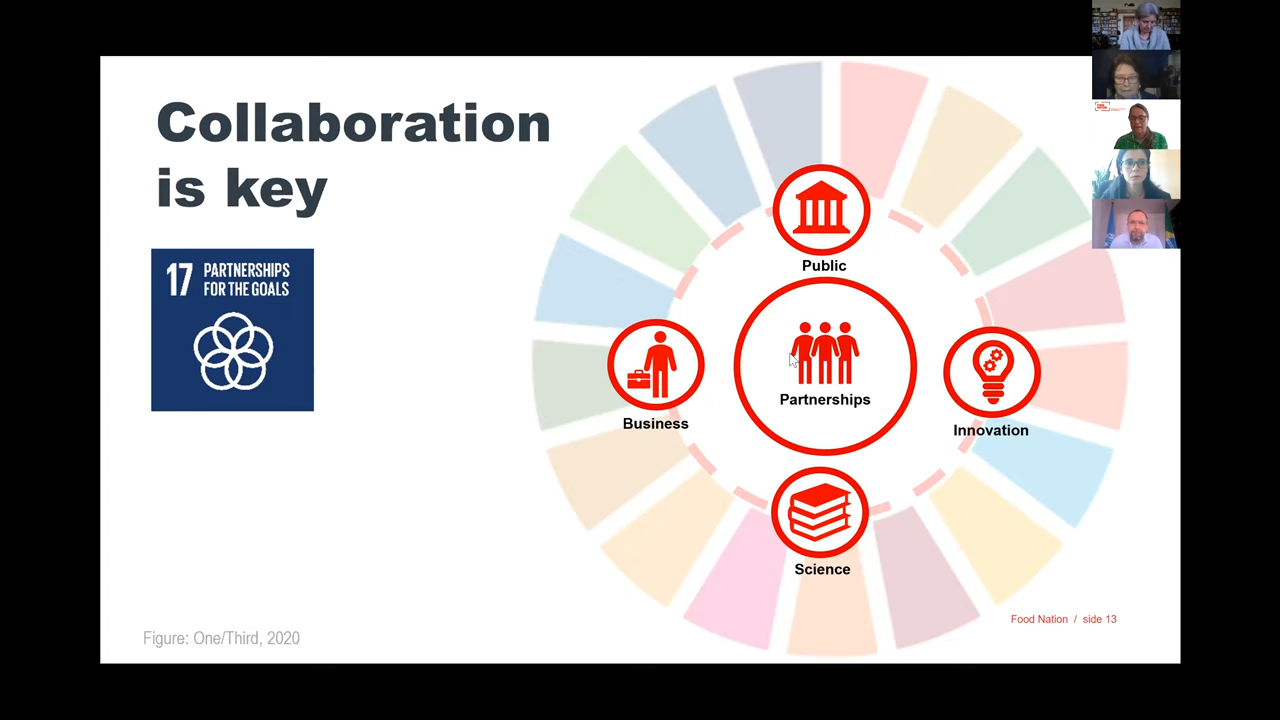 Collaboration
is key
17 PARTNERSHIPS
FOR THE GOALS
Public
Partnerships
Business
Innovation
Science
Food Nation / side 13
Figure: One/Third, 2020